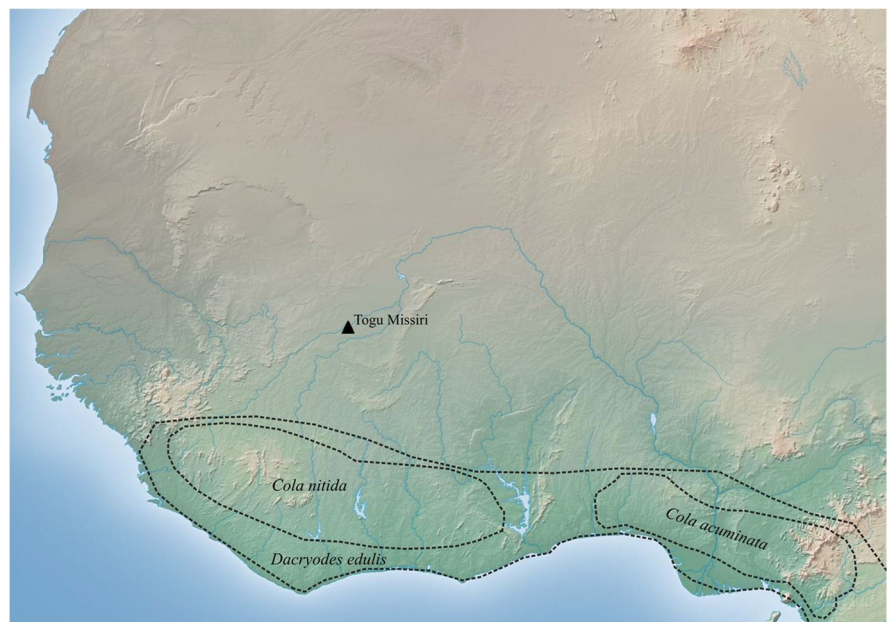 Togu Missiri
Cola nitida
Cola acuminata
Dacryodes edulis